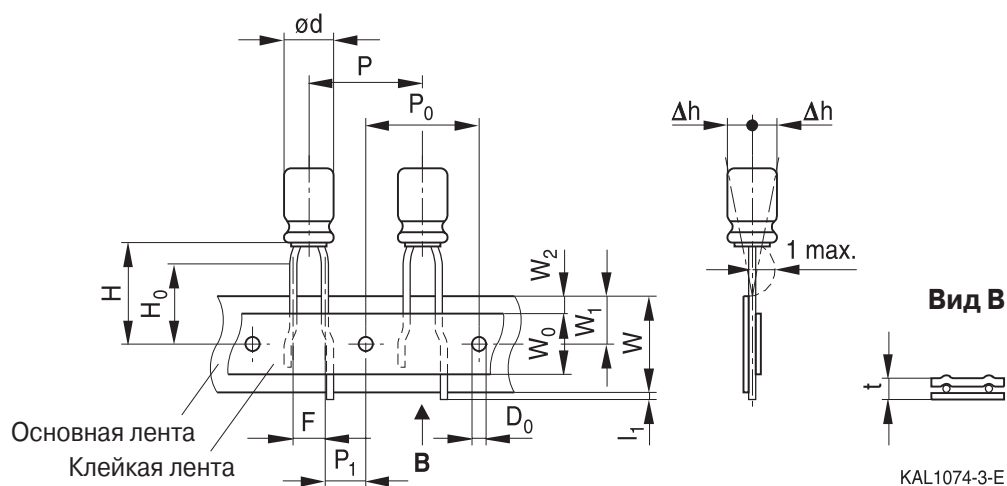 ød
P
P₀
Δh Δh
1 max.
W₂
H
H₀
W₀
W₁
W
Вид В
t
Основная лента
Клейкая лента
F
P₁
B
D₀
l₁
KAL1074-3-E